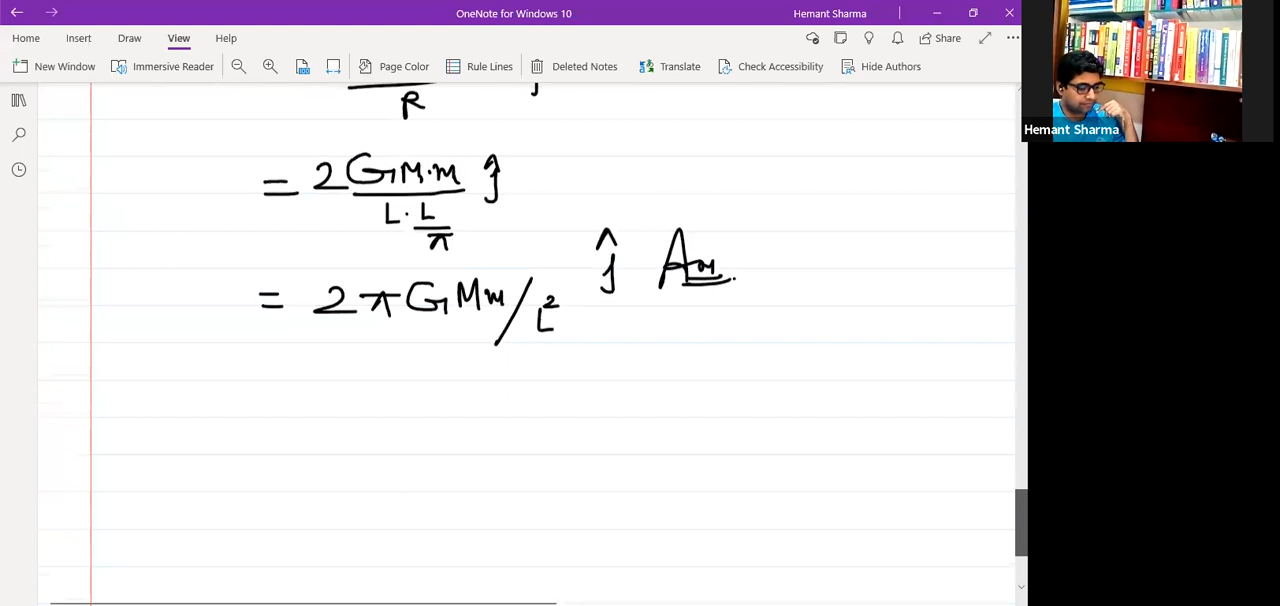 OneNote for Windows 10
Hemant Sharma
Home Insert Draw View Help
Share
New Window Immersive Reader Page Color Rule Lines Deleted Notes Translate Check Accessibility Hide Authors
R
= 2GM.m ĵ
L. L
π
= 2πGMm/L² ĵ Ans.
Hemant Sharma